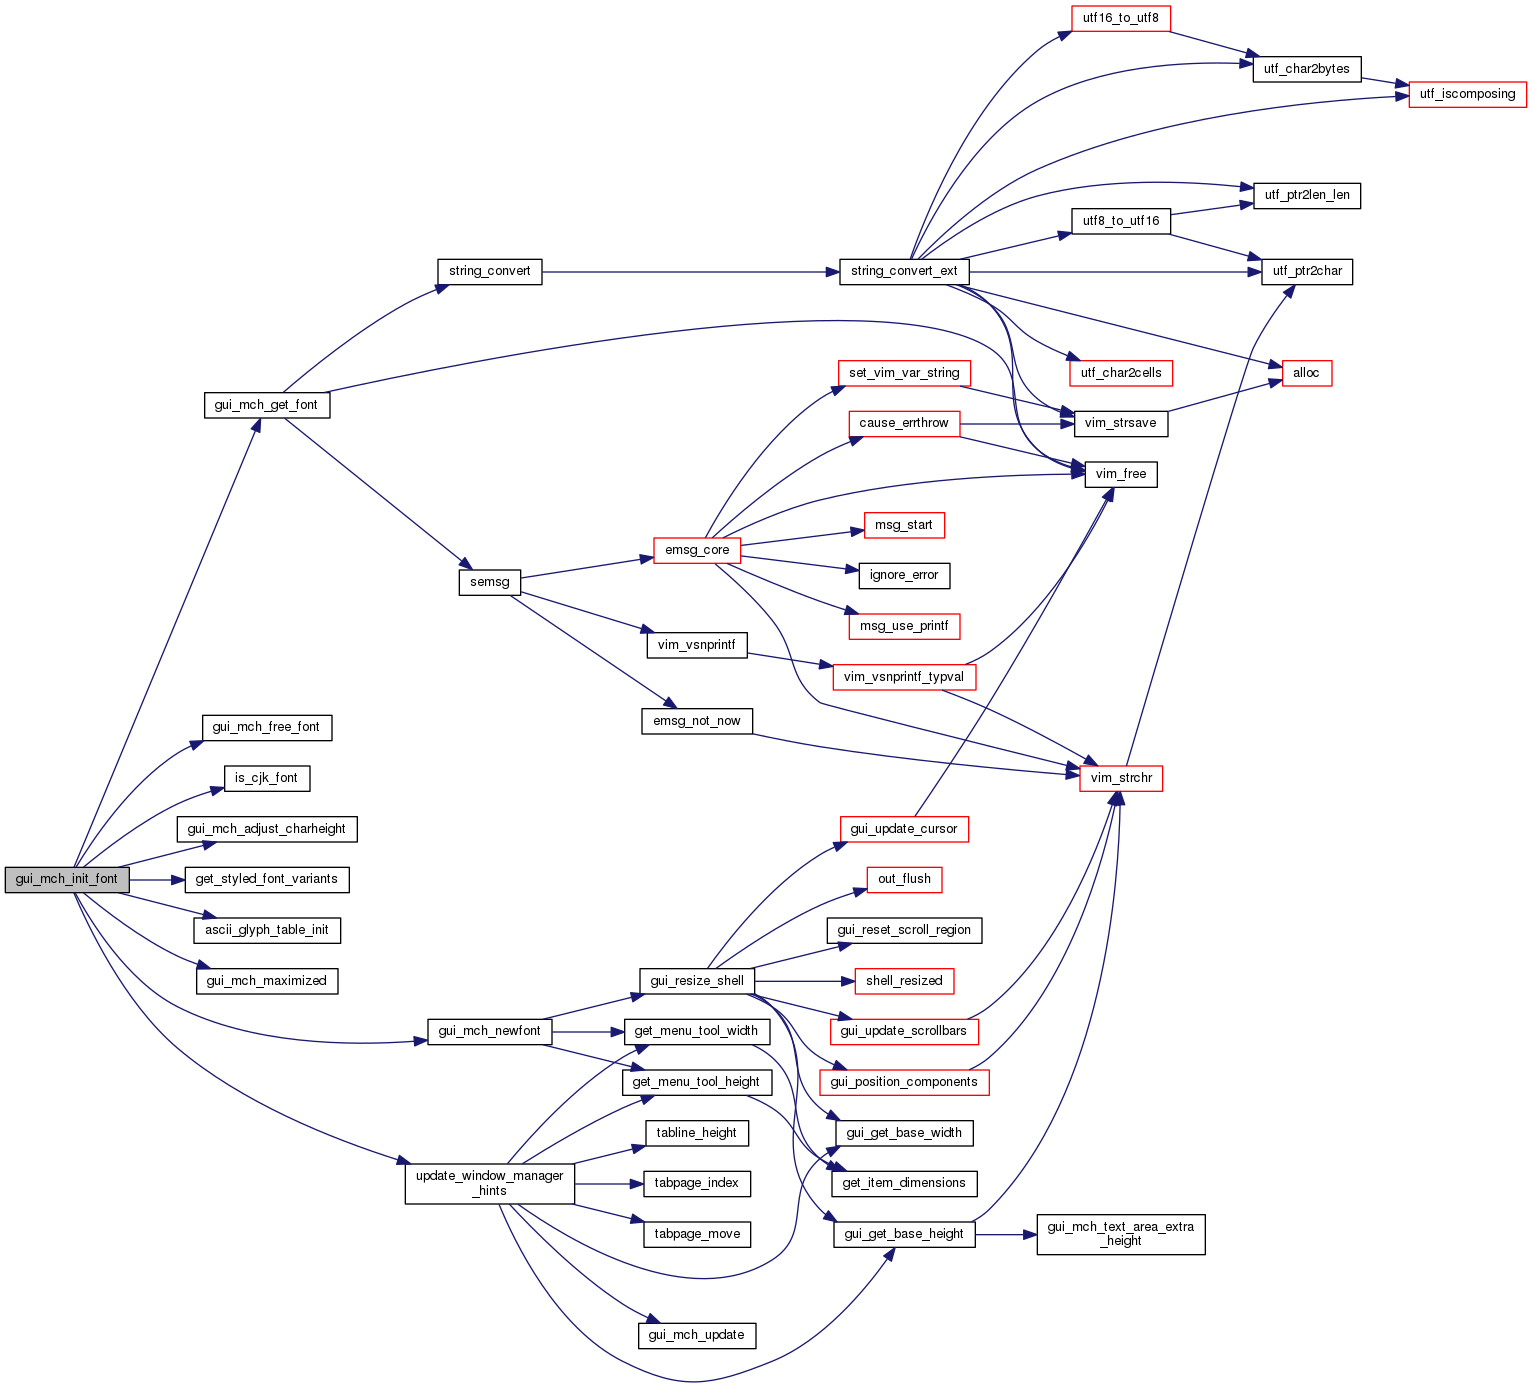 utf16_to_utf8
utf_char2bytes
utf_iscomposing
utf_ptr2len_len
utf8_to_utf16
string_convert
string_convert_ext
utf_ptr2char
set_vim_var_string
utf_char2cells
alloc
gui_mch_get_font
cause_errthrow
vim_strsave
vim_free
msg_start
emsg_core
ignore_error
semsg
msg_use_printf
vim_vsnprintf
vim_vsnprintf_typval
emsg_not_now
gui_mch_free_font
is_cjk_font
vim_strchr
gui_mch_adjust_charheight
gui_update_cursor
gui_mch_init_font
get_styled_font_variants
out_flush
ascii_glyph_table_init
gui_reset_scroll_region
gui_mch_maximized
gui_resize_shell
shell_resized
gui_mch_newfont
get_menu_tool_width
gui_update_scrollbars
get_menu_tool_height
gui_position_components
tabline_height
gui_get_base_width
update_window_manager
_hints
tabpage_index
get_item_dimensions
tabpage_move
gui_get_base_height
gui_mch_text_area_extra
_height
gui_mch_update